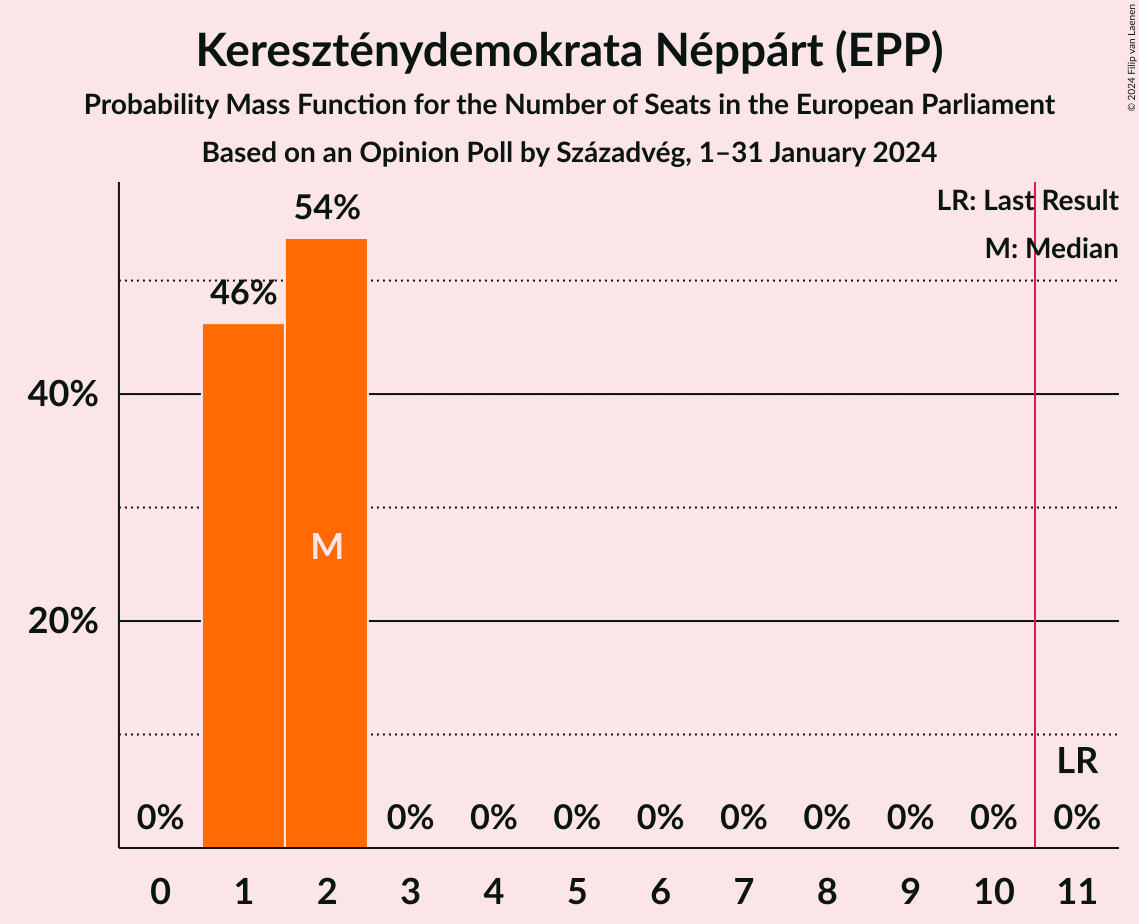 Kereszténydemokrata Néppárt (EPP)
Probability Mass Function for the Number of Seats in the European Parliament
Based on an Opinion Poll by Századvég, 1–31 January 2024
© 2024 Filip van Laenen
LR: Last Result
M: Median
54%
46%
40%
M
20%
LR
0% 0% 0% 0% 0% 0% 0% 0% 0% 0%
0 1 2 3 4 5 6 7 8 9 10 11